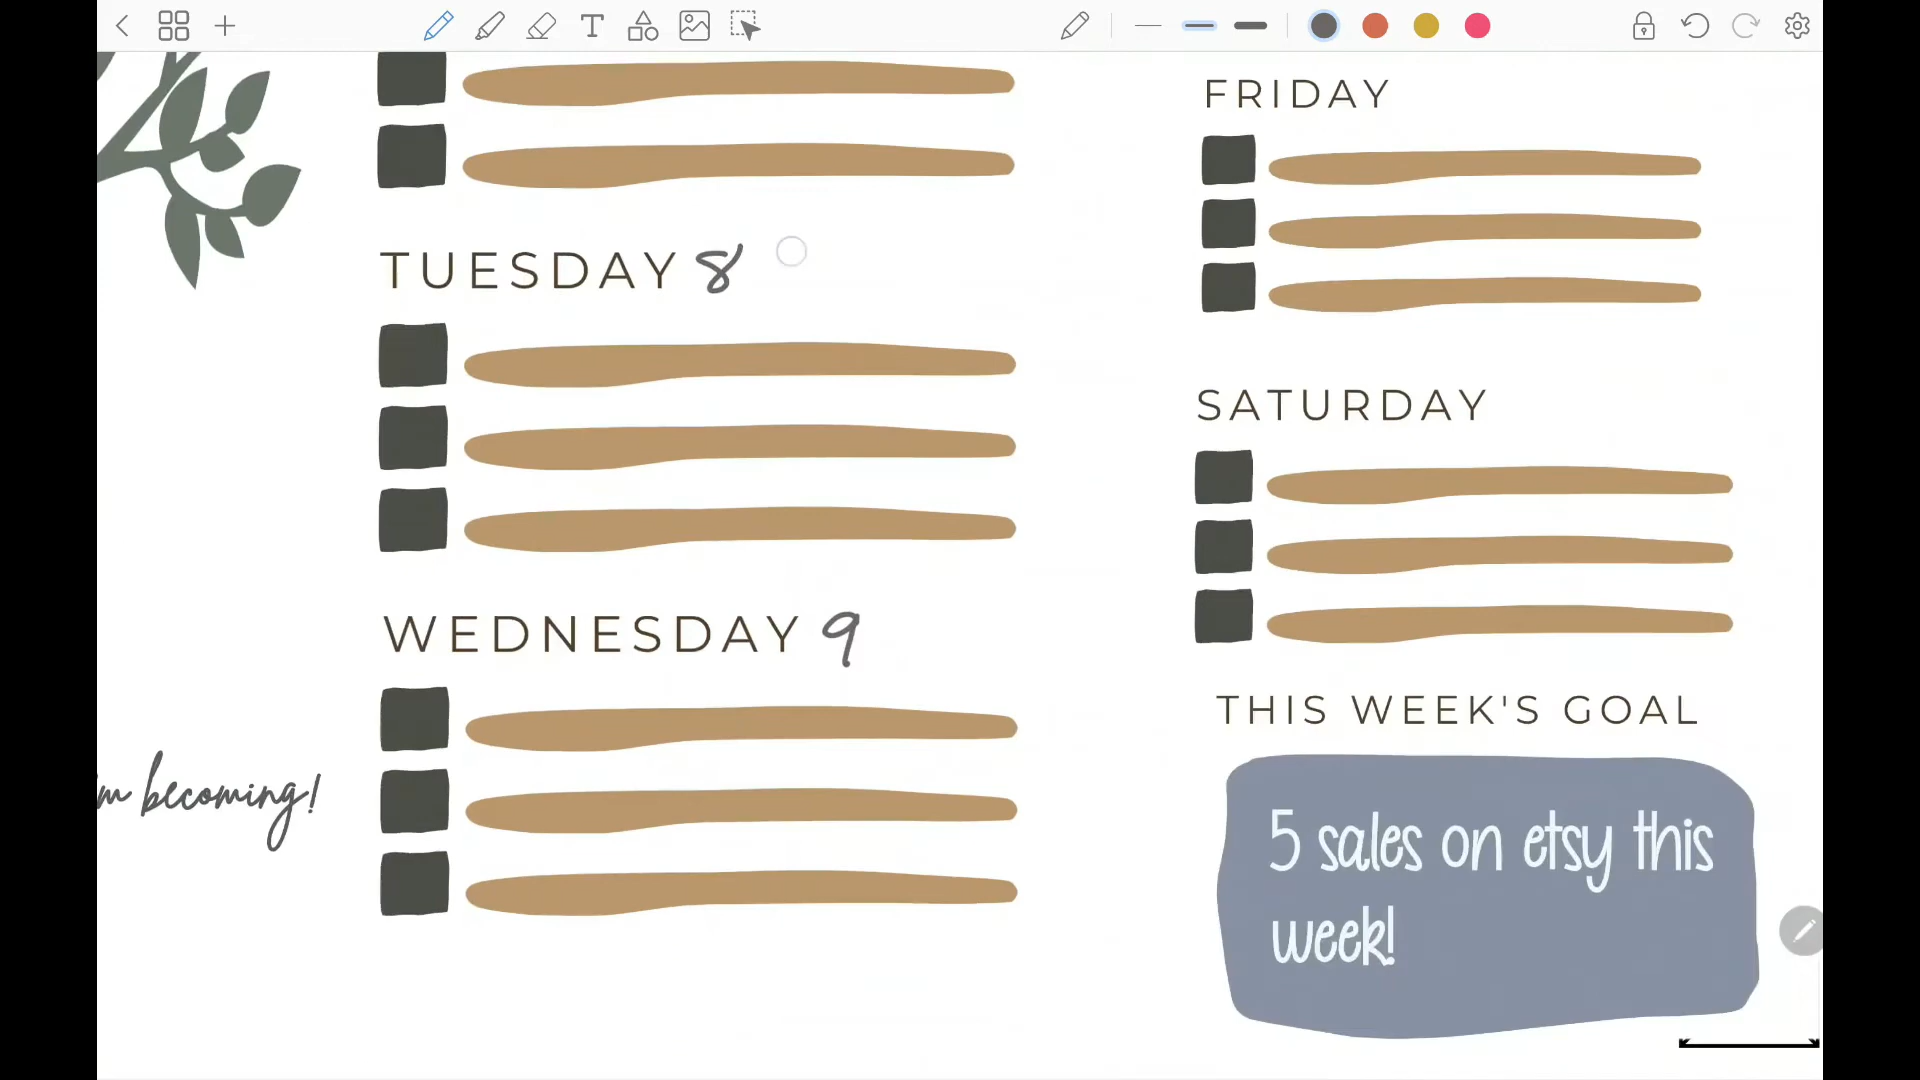 TUESDAY 8
WEDNESDAY 9
m becoming!
FRIDAY
SATURDAY
THIS WEEK'S GOAL
5 sales on etsy this
week!